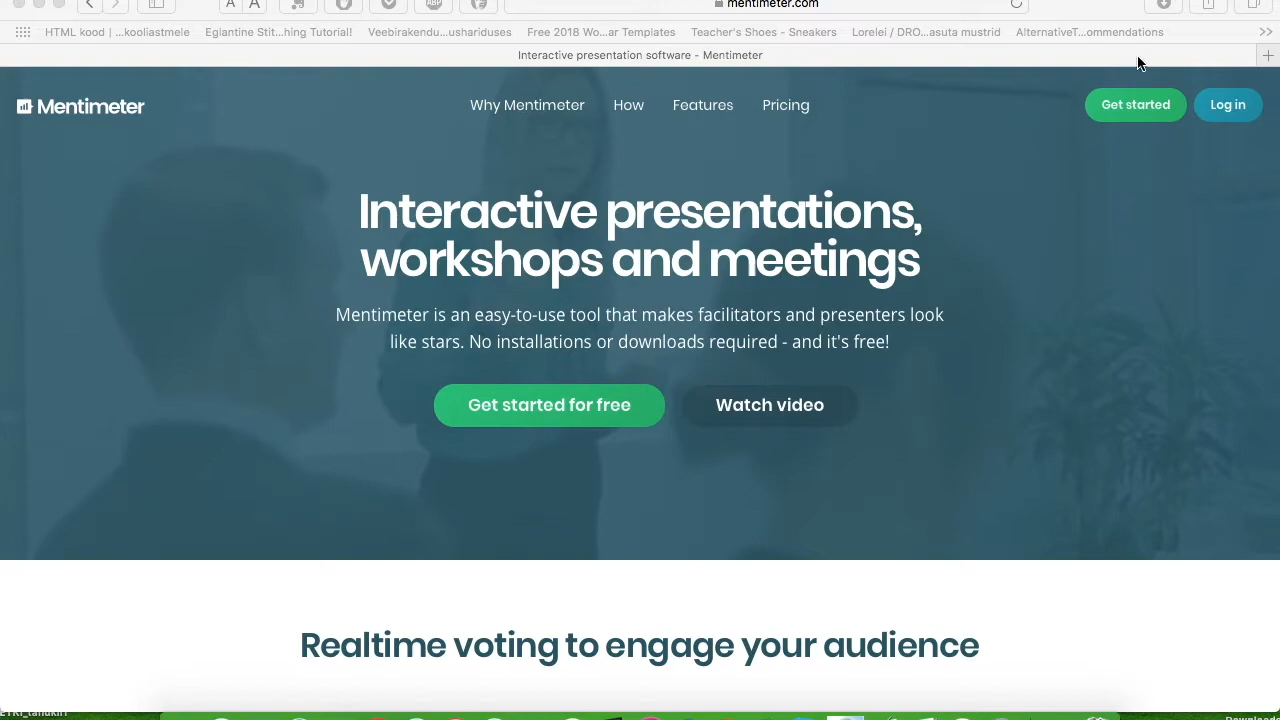 A A
ABP
mentimeter.com
HTML kood | ...kooliastmele Eglantine Stit...hing Tutorial! Veebirakendu...ushariduses Free 2018 Wo...ar Templates Teacher's Shoes - Sneakers Lorelei / DRO...asuta mustrid AlternativeT...ommendations >>
Interactive presentation software - Mentimeter +
Mentimeter
Why Mentimeter How Features Pricing
Get started Log in
Interactive presentations,
workshops and meetings
Mentimeter is an easy-to-use tool that makes facilitators and presenters look
like stars. No installations or downloads required - and it's free!
Get started for free Watch video
Realtime voting to engage your audience